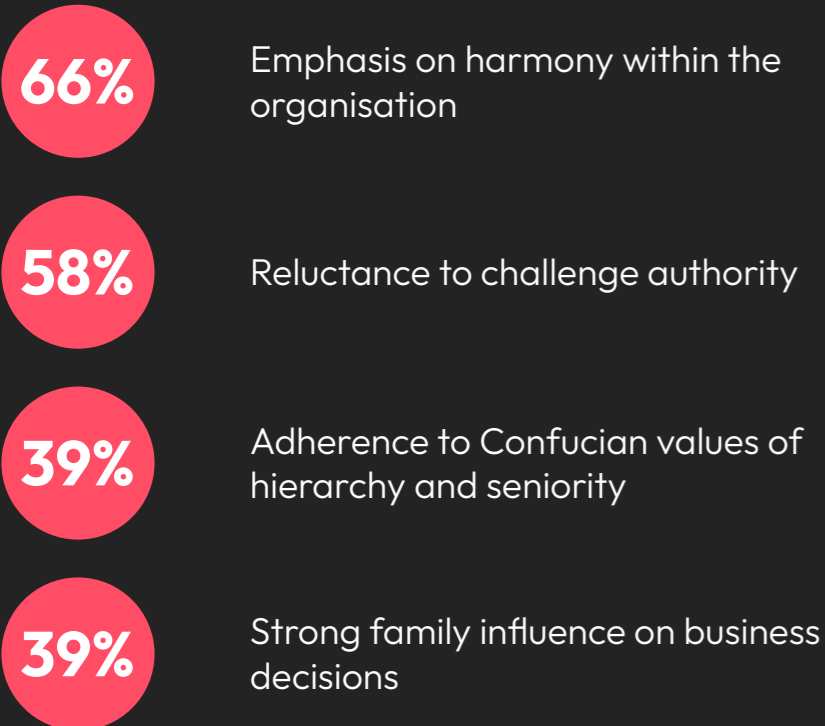 66%
Emphasis on harmony within the
organisation
58%
Reluctance to challenge authority
39%
Adherence to Confucian values of
hierarchy and seniority
39%
Strong family influence on business
decisions